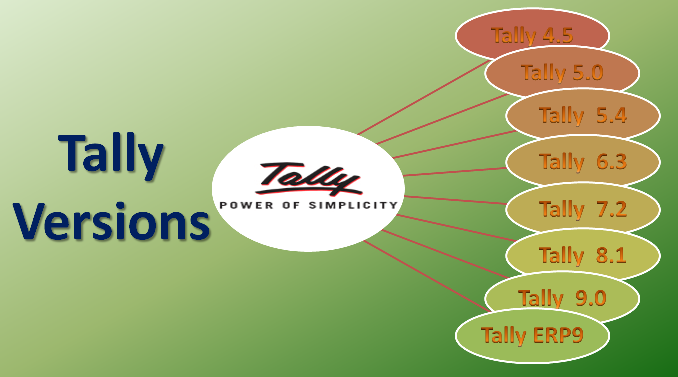 Tally
Versions
Tally
POWER OF SIMPLICITY
Tally 4.5
Tally 5.0
Tally 5.4
Tally 6.3
Tally 7.2
Tally 8.1
Tally 9.0
Tally ERP9